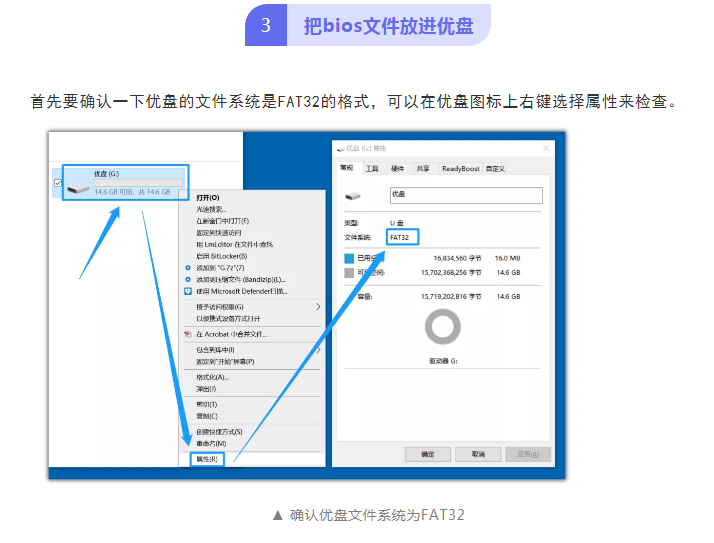 3
把bios文件放进优盘
首先要确认一下优盘的文件系统是FAT32的格式，可以在优盘图标上右键选择属性来检查。
优盘 (G:)
14.6 GB 可用，共 14.6 GB
打开(O)
光速搜索...
在新窗口中打开(F)
固定到快速访问
用 LmLditor 在文件中查找
启用 BitLocker(B)
添加到 "G.7z"(7)
添加到压缩文件 (Bandizip)(L)...
使用 Microsoft Defender扫描...
授予访问权限(G)
以便携式设备方式打开
在 Acrobat 中合并文件...
包含到库中(I)
固定到"开始"屏幕(P)
格式化(A)...
弹出(J)
剪切(T)
复制(C)
创建快捷方式(S)
重命名(M)
属性(R)
优盘 (G:) 属性
常规 工具 硬件 共享 ReadyBoost 自定义
优盘
类型: U 盘
文件系统: FAT32
已用空间: 16,834,560 字节 16.0 MB
可用空间: 15,702,368,256 字节 14.6 GB
容量: 15,719,202,816 字节 14.6 GB
驱动器 G:
确定 取消 应用(A)
▲ 确认优盘文件系统为FAT32